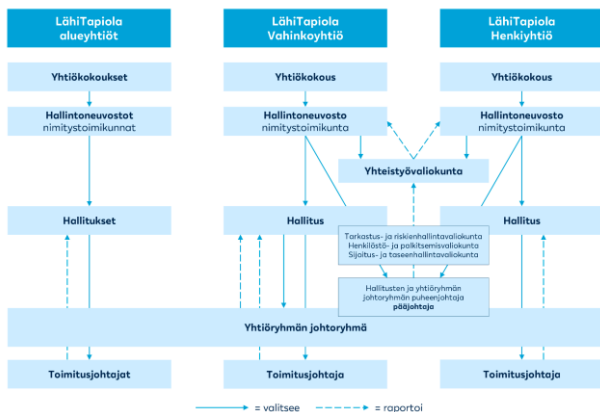 LähiTapiola
alueyhtiöt
LähiTapiola
Vahinkoyhtiö
LähiTapiola
Henkiyhtiö
Yhtiökokoukset
Yhtiökokous
Yhtiökokous
Hallintoneuvostot
nimitystoimikunnat
Hallintoneuvosto
nimitystoimikunta
Hallintoneuvosto
nimitystoimikunta
Yhteistyövaliokunta
Hallitukset
Hallitus
Hallitus
Tarkastus- ja riskienhallintavaliokunta
Henkilöstö- ja palkitsemisvaliokunta
Sijoitus- ja taseenhallintavaliokunta
Hallitusten ja yhtiöryhmän
johtoryhmän puheenjohtaja
pääjohtaja
Yhtiöryhmän johtoryhmä
Toimitusjohtajat
Toimitusjohtaja
Toimitusjohtaja
= valitsee
= raportoi